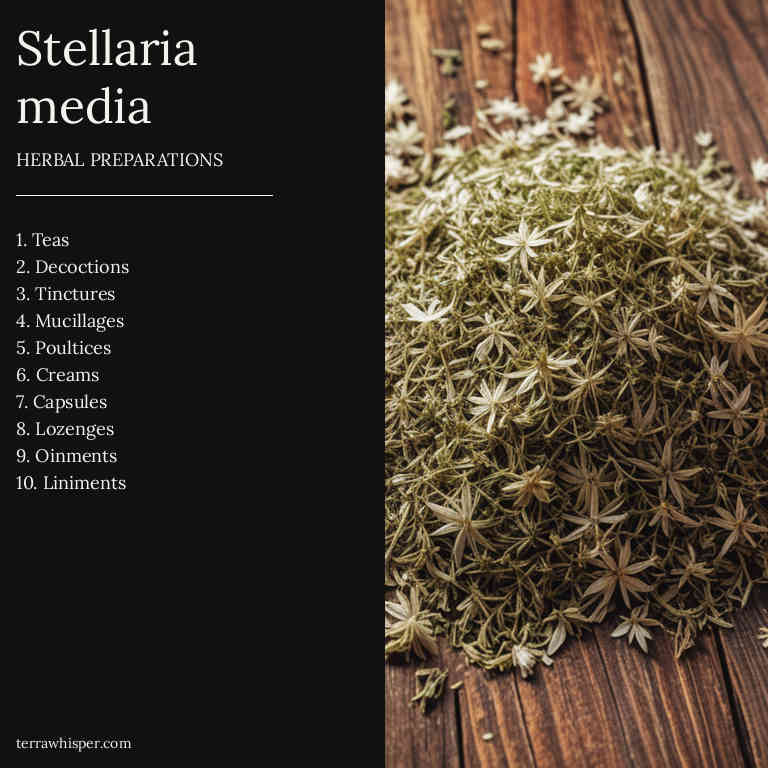 Stellaria
media
HERBAL PREPARATIONS
1. Teas
2. Decoctions
3. Tinctures
4. Mucillages
5. Poultices
6. Creams
7. Capsules
8. Lozenges
9. Oinments
10. Liniments
terrawhisper.com